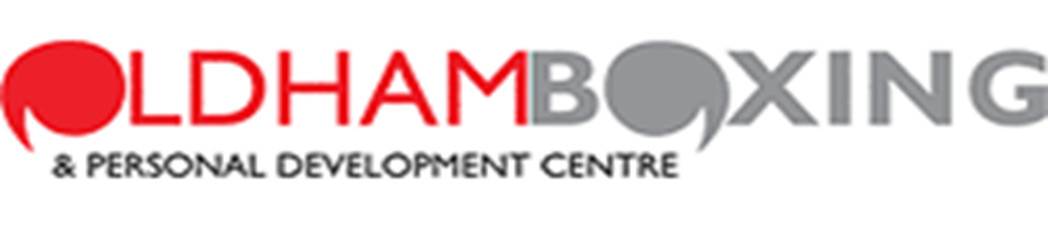 OLDHAMBOXING
& PERSONAL DEVELOPMENT CENTRE